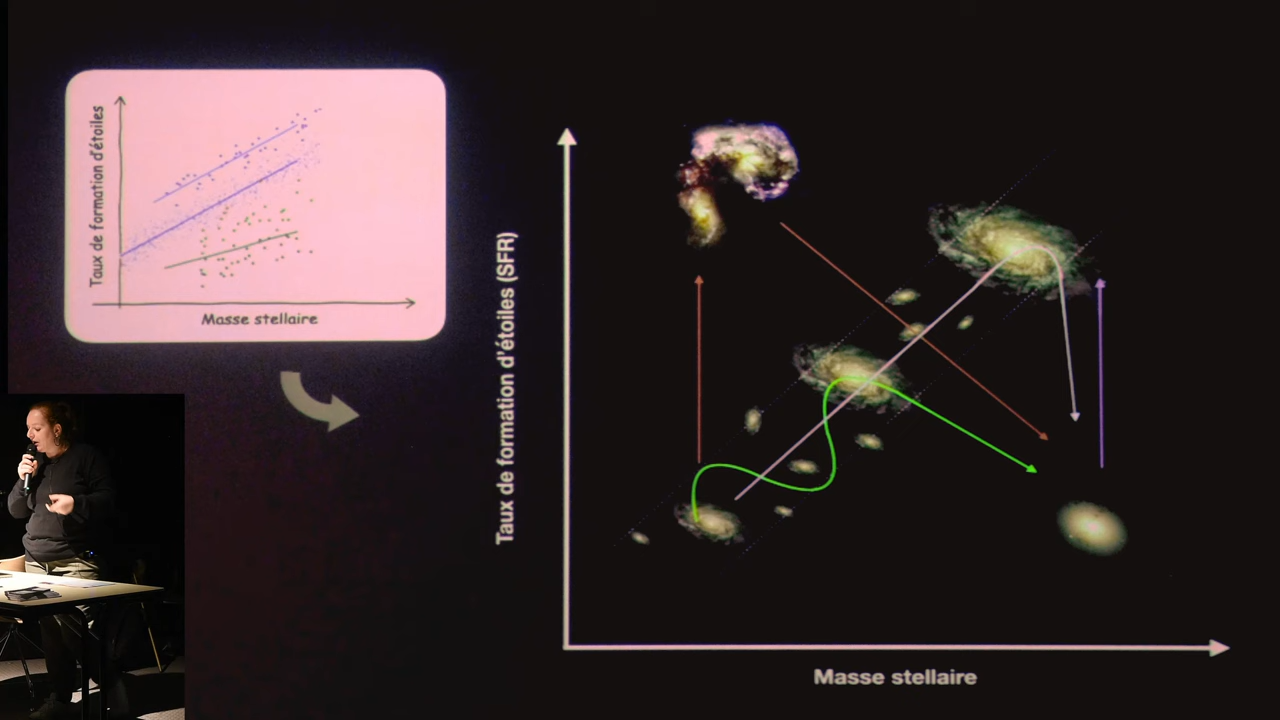 Taux de formation d'étoiles
Masse stellaire
Taux de formation d'étoiles (SFR)
Masse stellaire